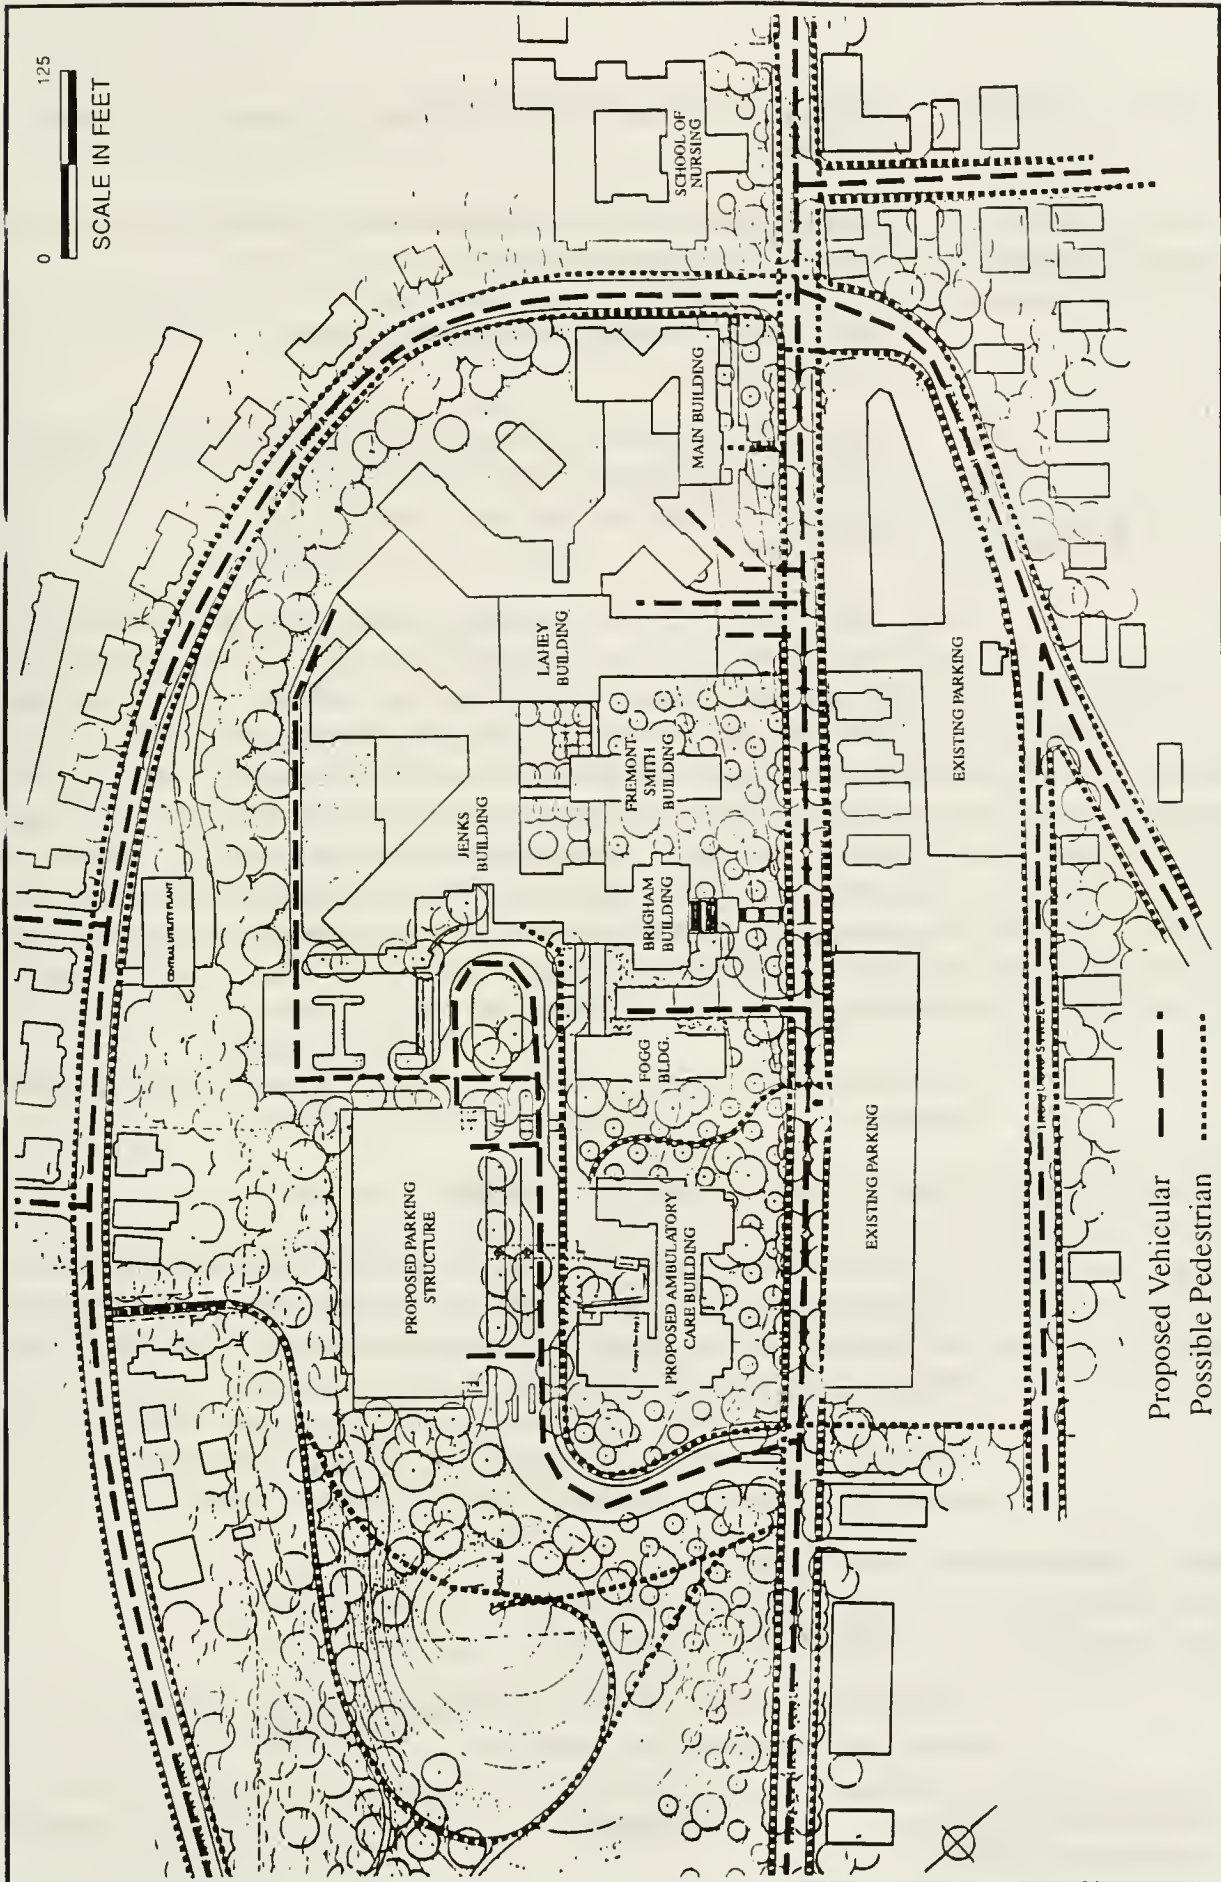 0 125
SCALE IN FEET
SCHOOL OF
NURSING
MAIN BUILDING
LAHEY
BUILDING
EXISTING PARKING
FREMONT-
SMITH
BUILDING
JENKS
BUILDING
BRIGHAM
BUILDING
CENTRAL UTILITY PLANT
FOGG
BLDG.
EXISTING PARKING
PROPOSED PARKING
STRUCTURE
PROPOSED AMBULATORY
CARE BUILDING
Proposed Vehicular
Possible Pedestrian